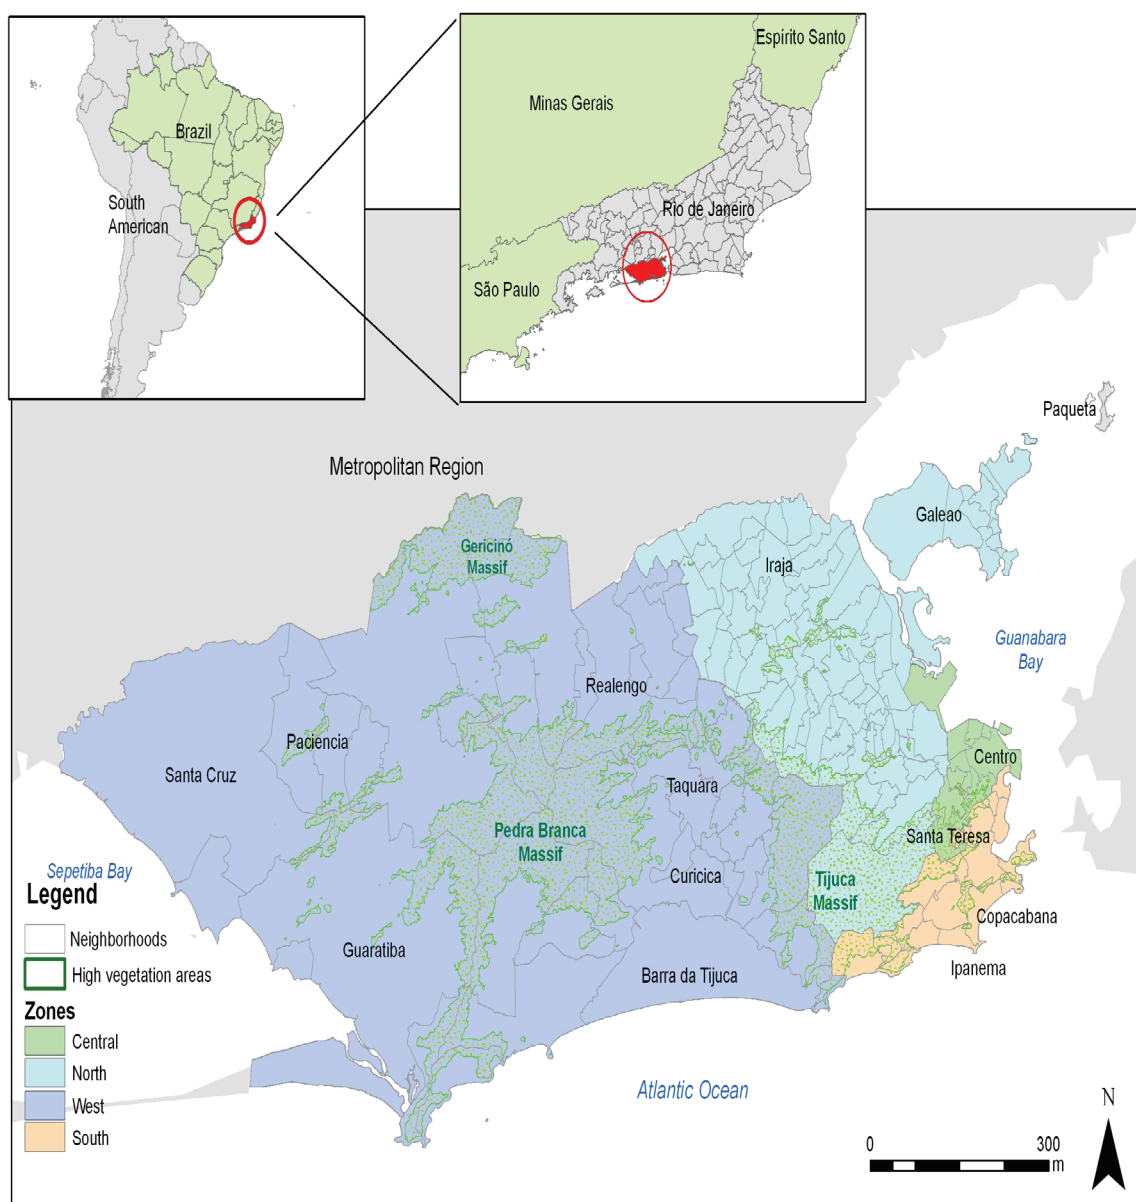 Brazil
South
American
Espirito Santo
Minas Gerais
Rio de Janeiro
São Paulo
Paqueta
Metropolitan Region
Galeao
Gericinó
Massif
Iraja
Guanabara
Bay
Realengo
Paciencia
Santa Cruz
Centro
Taquara
Pedra Branca
Massif
Santa Teresa
Sepetiba Bay
Curicica
Tijuca
Massif
Copacabana
Guaratiba
Ipanema
Barra da Tijuca
Atlantic Ocean
Legend
Neighborhoods
High vegetation areas
Zones
Central
North
West
South
N
0 300
m